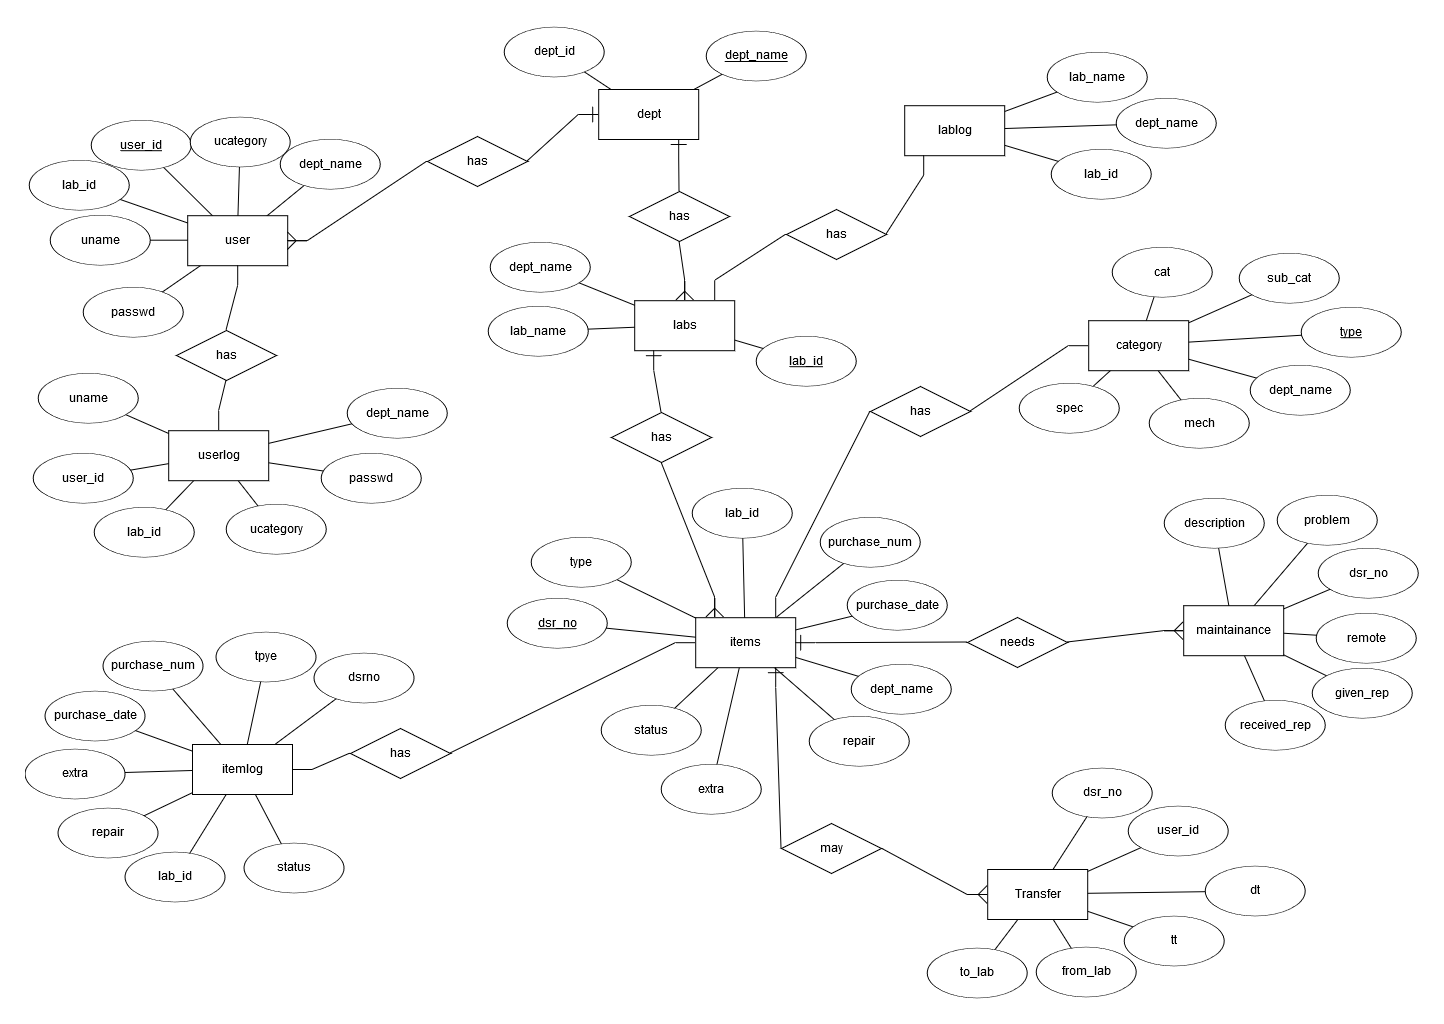 dept_id
dept_name
dept
lab_name
dept_name
lablog
lab_id
user_id
ucategory
dept_name
has
lab_id
uname
user
passwd
has
has
dept_name
lab_name
labs
lab_id
cat
sub_cat
type
category
dept_name
spec
mech
has
has
uname
dept_name
userlog
user_id
passwd
lab_id
ucategory
has
has
lab_id
purchase_num
type
purchase_date
dsr_no
items
dept_name
status
repair
extra
needs
description
problem
dsr_no
maintainance
remote
given_rep
received_rep
purchase_num
tpye
dsrno
purchase_date
itemlog
extra
repair
lab_id
status
has
may
dsr_no
user_id
dt
Transfer
tt
to_lab
from_lab